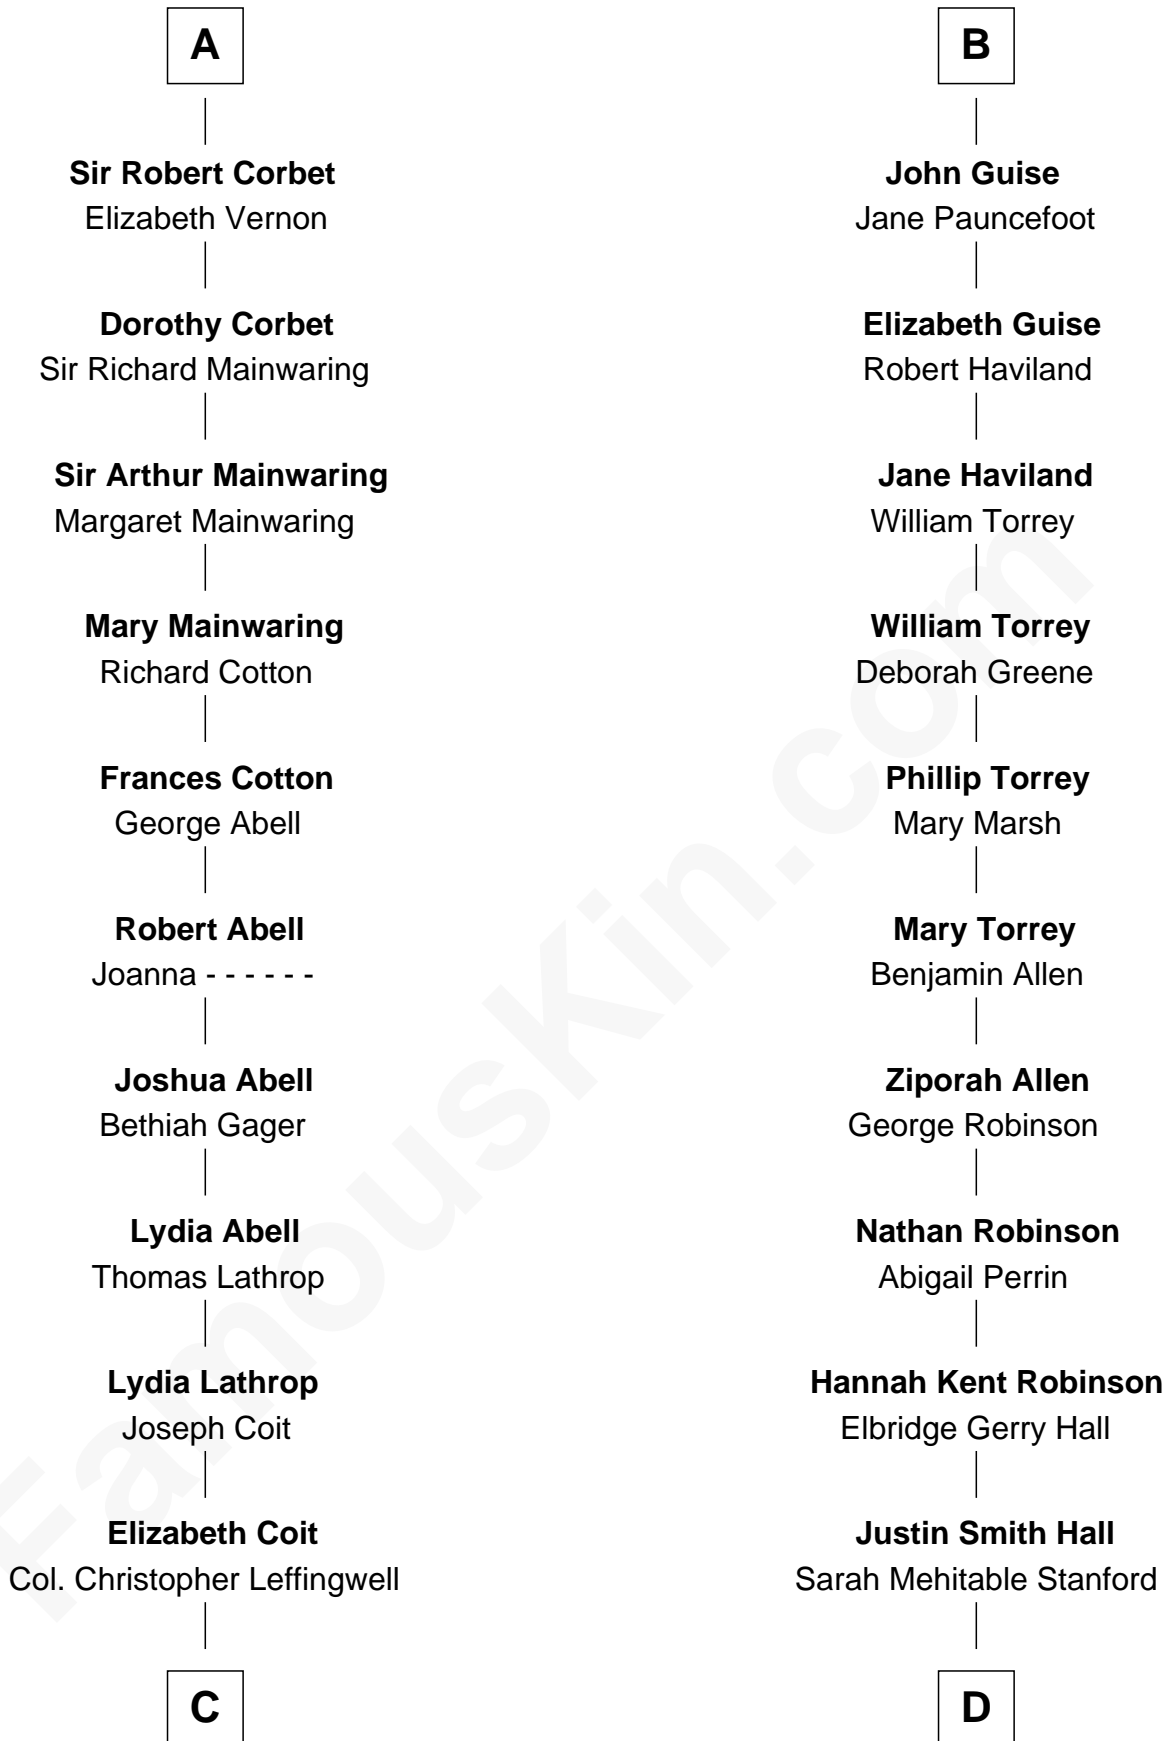 A
Sir Robert Corbet
Elizabeth Vernon
Dorothy Corbet
Sir Richard Mainwaring
Sir Arthur Mainwaring
Margaret Mainwaring
Mary Mainwaring
Richard Cotton
Frances Cotton
George Abell
Robert Abell
Joanna - - - - - -
Joshua Abell
Bethiah Gager
Lydia Abell
Thomas Lathrop
Lydia Lathrop
Joseph Coit
Elizabeth Coit
Col. Christopher Leffingwell
C
B
John Guise
Jane Pauncefoot
Elizabeth Guise
Robert Haviland
Jane Haviland
William Torrey
William Torrey
Deborah Greene
Phillip Torrey
Mary Marsh
Mary Torrey
Benjamin Allen
Ziporah Allen
George Robinson
Nathan Robinson
Abigail Perrin
Hannah Kent Robinson
Elbridge Gerry Hall
Justin Smith Hall
Sarah Mehitable Stanford
D
FamousKin.com